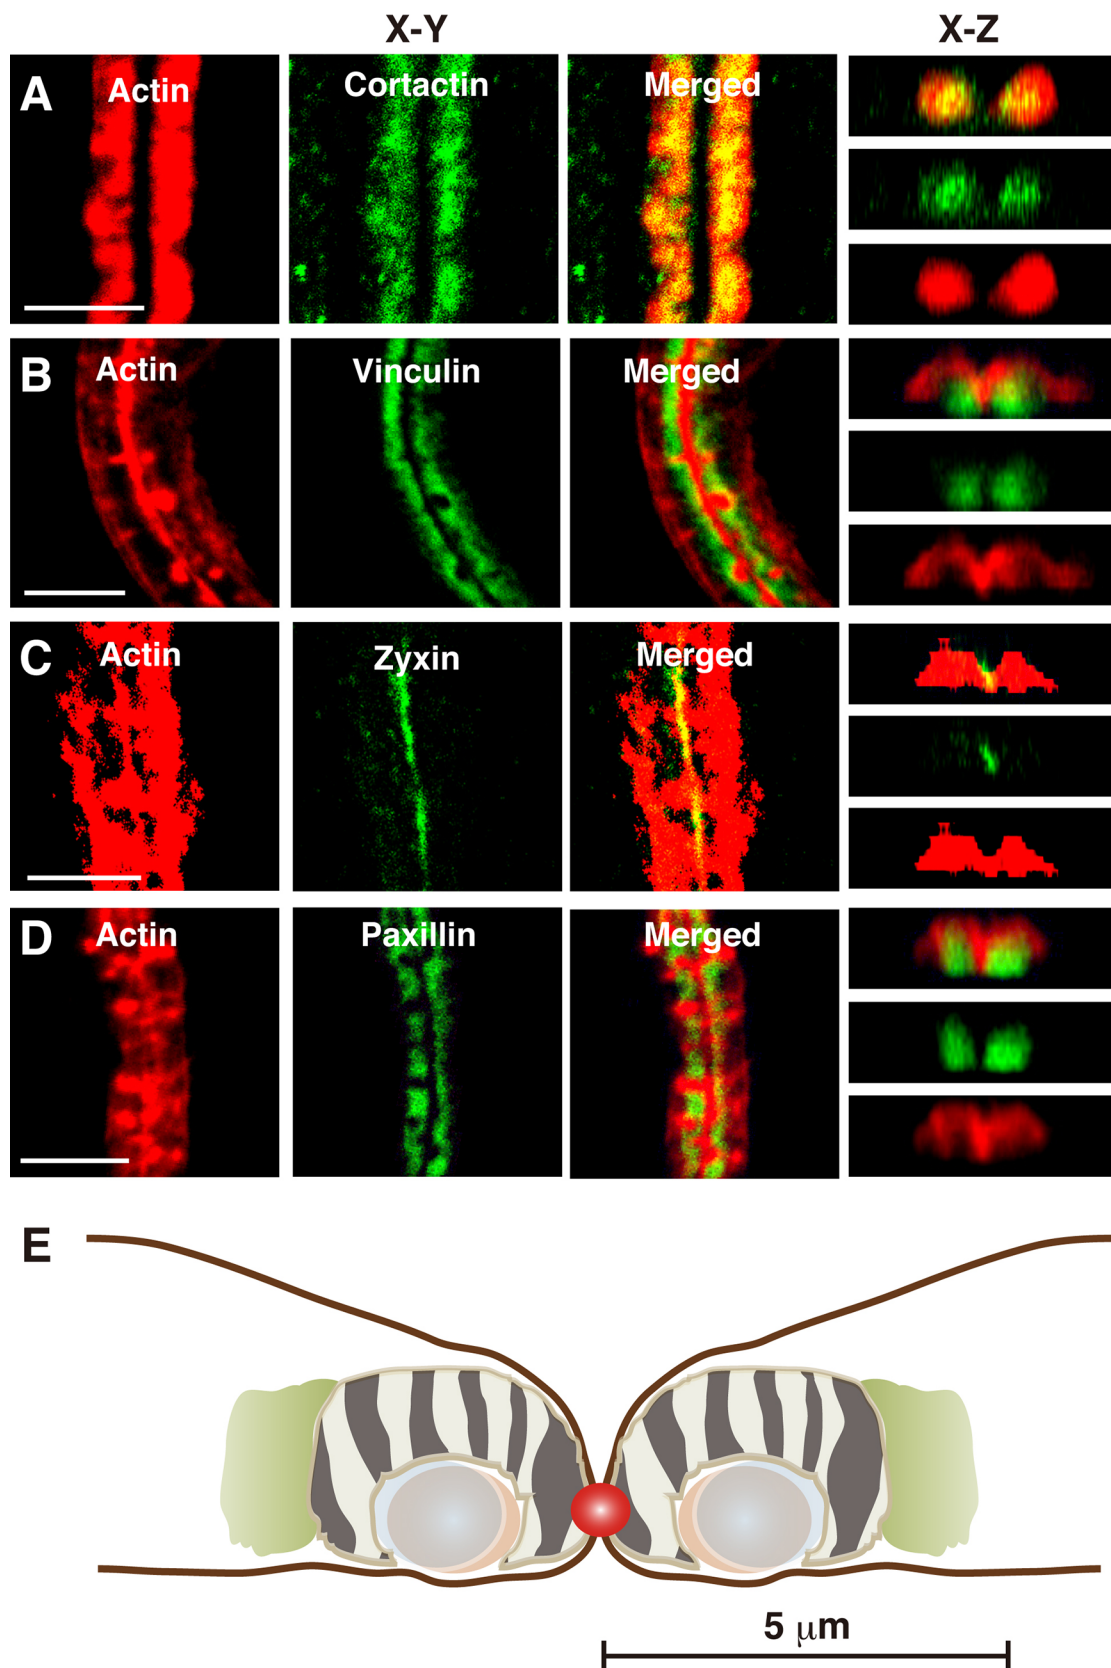 X-Y X-Z
A Actin Cortactin Merged
B Actin Vinculin Merged
C Actin Zyxin Merged
D Actin Paxillin Merged
E
5 μm